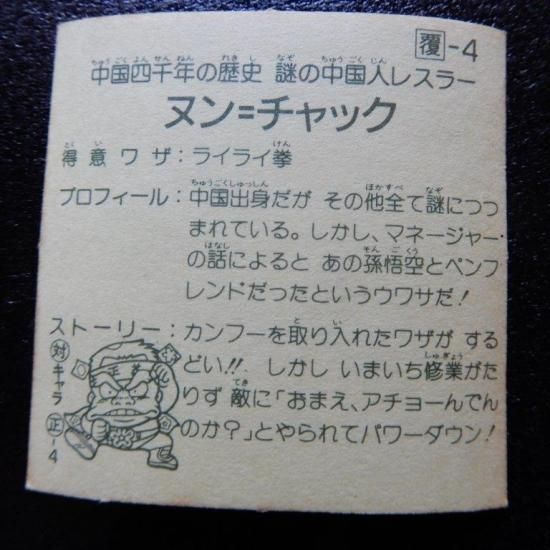 覆-4
中国四千年の歴史 謎の中国人レスラー
ヌン=チャック
得意ワザ:ライライ拳
プロフィール:中国出身だが その他全て謎につつ
まれている。しかし、マネージャー
の話によると あの孫悟空とペンフ
レンドだったというウワサだ!
ストーリー:カンフーを取り入れたワザが する
どい!!. しかし いまいち修業がた
りず 敵に「おまえ、アチョーんでん
のか?」とやられてパワーダウン!
対キャラ 正-4